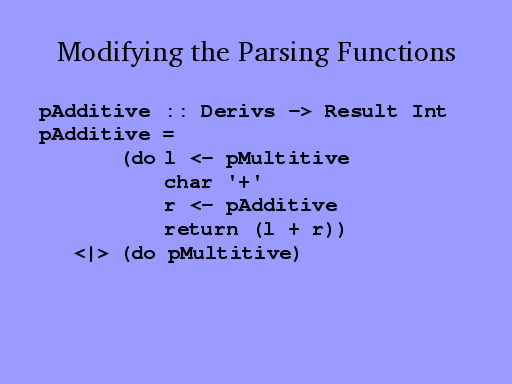 Modifying the Parsing Functions
pAdditive :: Derivs -> Result Int
pAdditive =
(do l <- pMultitive
char '+'
r <- pAdditive
return (l + r))
<|> (do pMultitive)